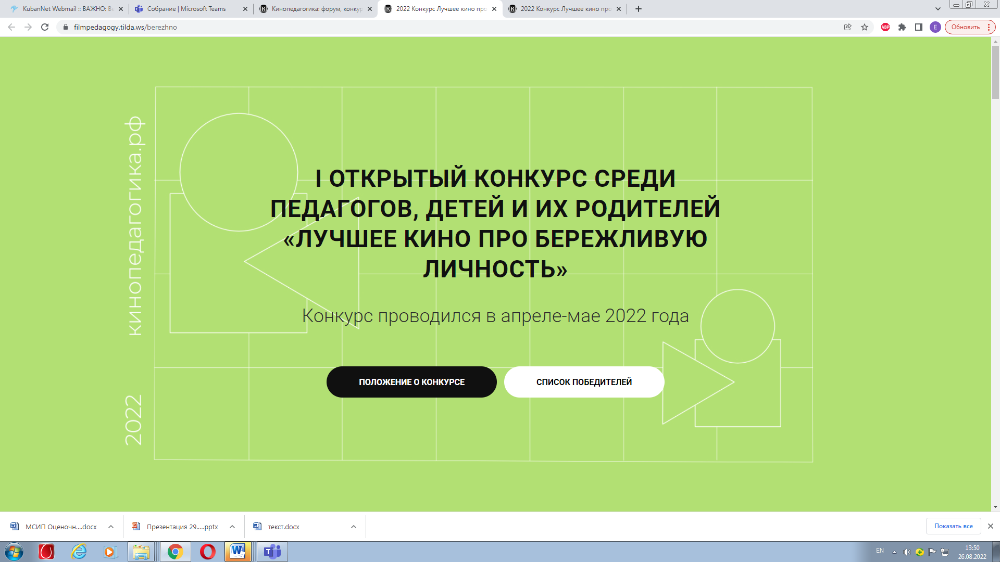 KubanNet Webmail :: ВАЖНО: Ве
Собрание | Microsoft Teams
Кинопедагогика: форум, конкур
2022 Конкурс Лучшее кино про
2022 Конкурс Лучшее кино про
filmpedagogy.tilda.ws/berezhno
ABP
E
Обновить
кинопедагогика.рф
2022
I ОТКРЫТЫЙ КОНКУРС СРЕДИ
ПЕДАГОГОВ, ДЕТЕЙ И ИХ РОДИТЕЛЕЙ
«ЛУЧШЕЕ КИНО ПРО БЕРЕЖЛИВУЮ
ЛИЧНОСТЬ»
Конкурс проводился в апреле-мае 2022 года
ПОЛОЖЕНИЕ О КОНКУРСЕ
СПИСОК ПОБЕДИТЕЛЕЙ
МСИП Оценочн....docx
Презентация 29.....pptx
текст.docx
Показать все
EN
13:50
26.08.2022